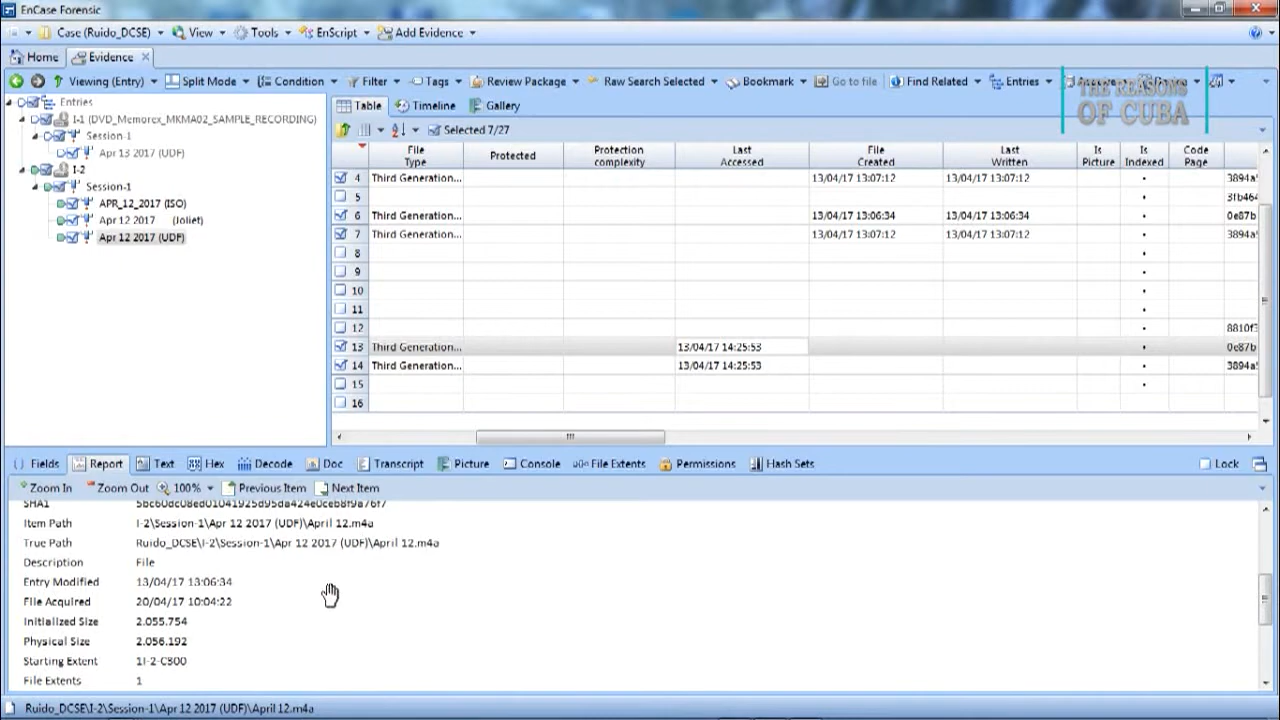 EnCase Forensic
Case (Ruido_DCSE) View Tools EnScript Add Evidence
Home Evidence
Viewing (Entry) Split Mode Condition Filter Tags Review Package Raw Search Selected Bookmark Go to file Find Related Entries
THE REASONS
OF CUBA
Entries
I-1 (DVD_Memorex_MKMA02_SAMPLE_RECORDING)
Session-1
Apr 13 2017 (UDF)
I-2
Session-1
APR_12_2017 (ISO)
Apr 12 2017 (Joliet)
Apr 12 2017 (UDF)
Table Timeline Gallery
Selected 7/27
File Type Protected Protection complexity Last Accessed File Created Last Written Is Picture Is Indexed Code Page
4 Third Generation... 13/04/17 13:07:12 13/04/17 13:07:12 3894a
5 3fb464
6 Third Generation... 13/04/17 13:06:34 13/04/17 13:06:34 0e87b
7 Third Generation... 13/04/17 13:07:12 13/04/17 13:07:12 3894a
8
9
10
11
12 8810f
13 Third Generation... 13/04/17 14:25:53 0e87b
14 Third Generation... 13/04/17 14:25:53 3894a
15
16
Fields Report Text Hex Decode Doc Transcript Picture Console File Extents Permissions Hash Sets Lock
Zoom In Zoom Out 100% Previous Item Next Item
SHA1
Item Path I-2\Session-1\Apr 12 2017 (UDF)\April 12.m4a
True Path Ruido_DCSE\I-2\Session-1\Apr 12 2017 (UDF)\April 12.m4a
Description File
Entry Modified 13/04/17 13:06:34
File Acquired 20/04/17 10:04:22
Initialized Size 2.055.754
Physical Size 2.056.192
Starting Extent 1I-2-C300
File Extents 1
Ruido_DCSE\I-2\Session-1\Apr 12 2017 (UDF)\April 12.m4a